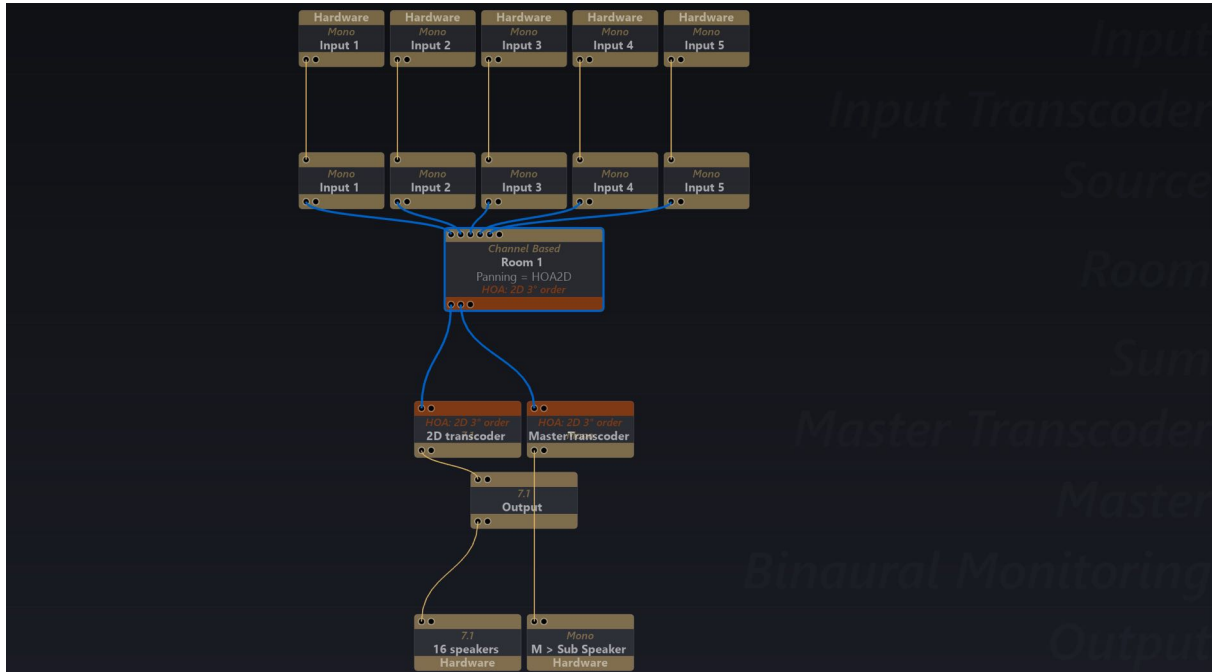 Hardware Hardware Hardware Hardware Hardware
Mono Mono Mono Mono Mono
Input 1 Input 2 Input 3 Input 4 Input 5
Input
Input Transcoder
Mono Mono Mono Mono Mono
Input 1 Input 2 Input 3 Input 4 Input 5
Source
Channel Based
Room 1
Panning = HOA2D
HOA: 2D 3° order
Room
Sum
HOA: 2D 3° order HOA: 2D 3° order
2D transcoder MasterTranscoder
Master Transcoder
7.1
Output
Master
Binaural Monitoring
7.1 Mono
16 speakers M > Sub Speaker
Hardware Hardware
Output